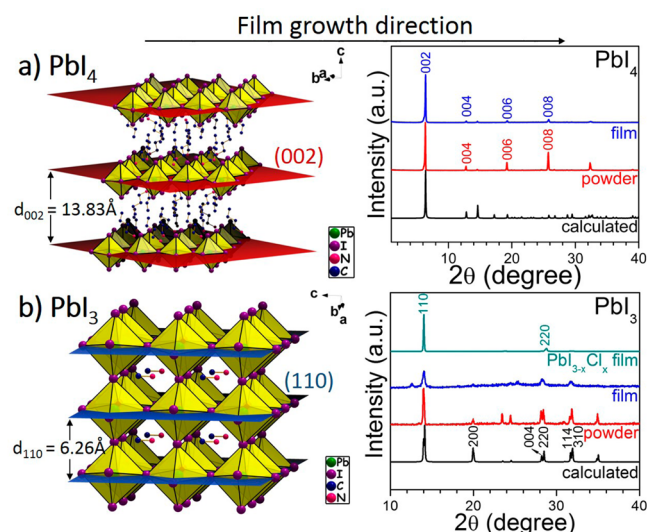 Film growth direction
a) PbI4
c
b a
(002)
d002 = 13.83Å
Pb
I
N
C
PbI4
Intensity (a.u.)
002
004
006
008
film
004
006
008
powder
calculated
10 20 30 40
2θ (degree)
b) PbI3
c
b
a
(110)
d110 = 6.26Å
Pb
I
C
N
PbI3
Intensity (a.u.)
110
220
PbI3-xClx film
film
powder
200
004
220
114
310
calculated
10 20 30 40
2θ (degree)